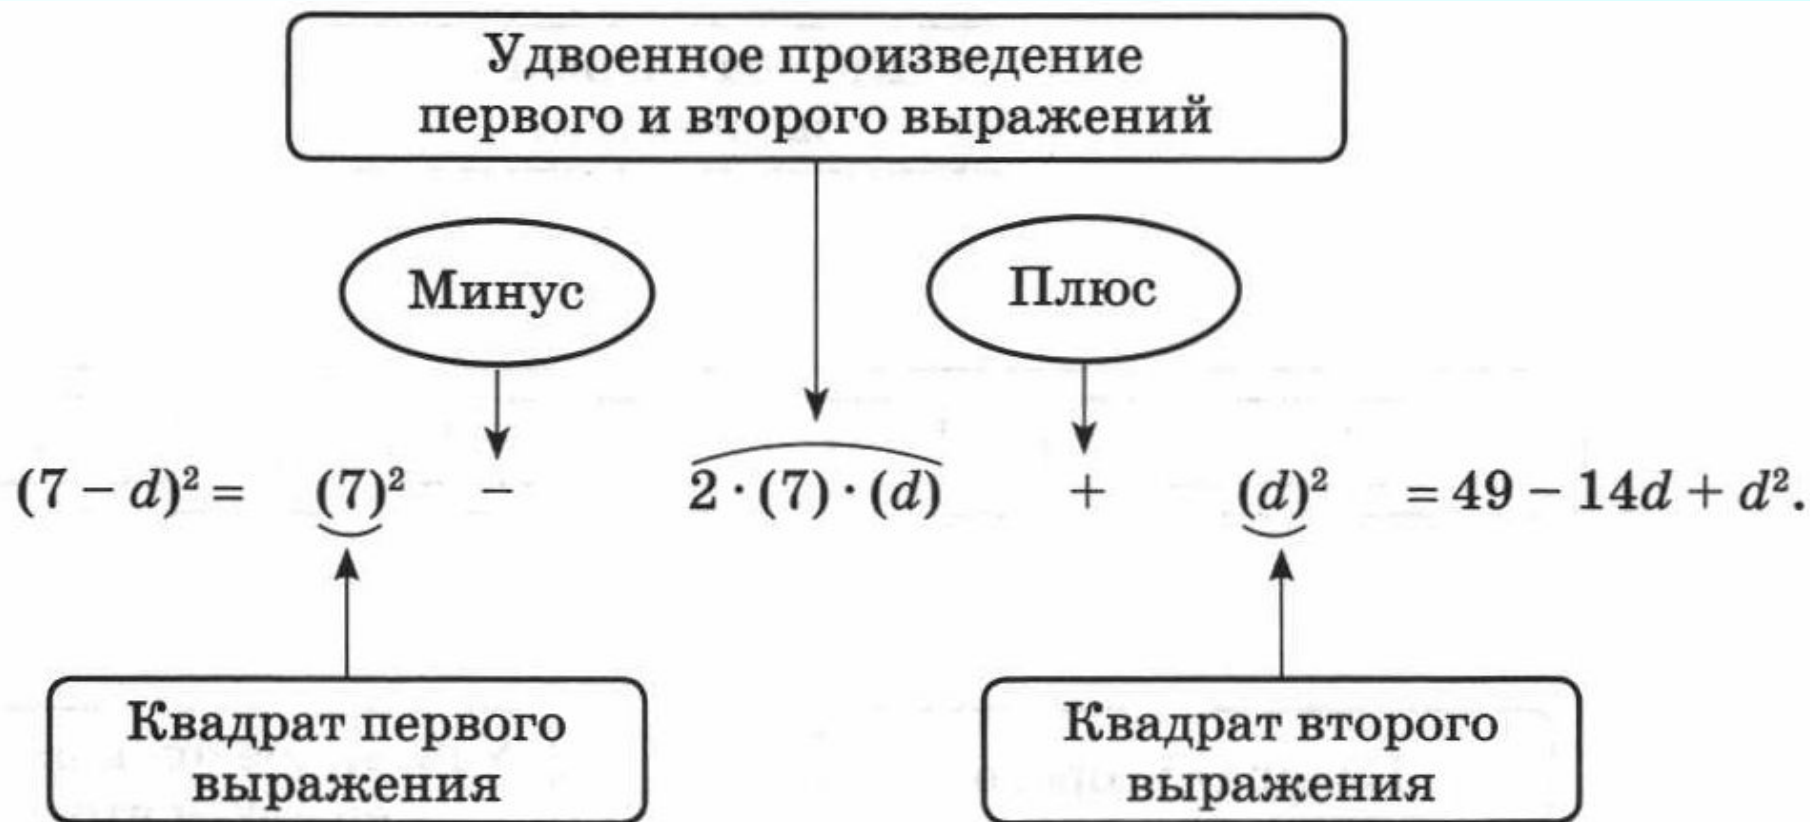 Удвоенное произведение
первого и второго выражений
Минус
Плюс
(7 − d)² = (7)² − 2 · (7) · (d) + (d)² = 49 − 14d + d².
Квадрат первого
выражения
Квадрат второго
выражения